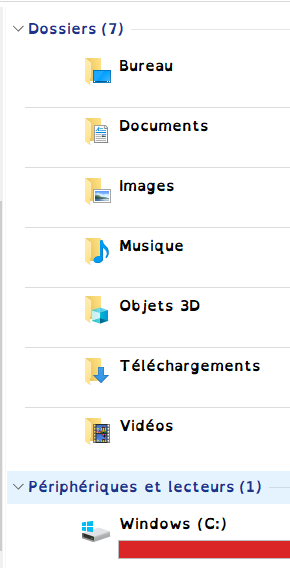 Dossiers (7)
Bureau
Documents
Images
Musique
Objets 3D
Téléchargements
Vidéos
Périphériques et lecteurs (1)
Windows (C:)